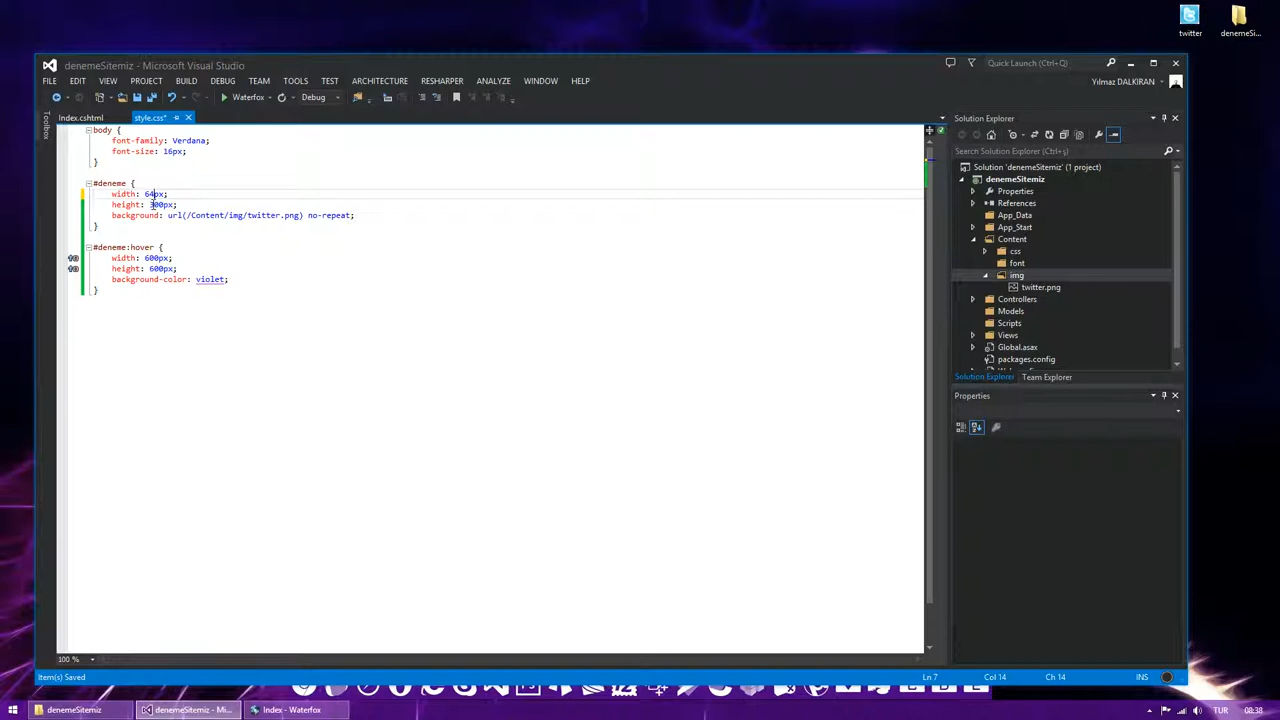 twitter
denemeSi...
denemeSitemiz - Microsoft Visual Studio
Quick Launch (Ctrl+Q)
FILE EDIT VIEW PROJECT BUILD DEBUG TEAM TOOLS TEST ARCHITECTURE RESHARPER ANALYZE WINDOW HELP
Yılmaz DALKIRAN
Waterfox
Debug
Toolbox
Index.cshtml
style.css*
body {
font-family: Verdana;
font-size: 16px;
}
#deneme {
width: 64px;
height: 300px;
background: url(/Content/img/twitter.png) no-repeat;
}
#deneme:hover {
width: 600px;
height: 600px;
background-color: violet;
}
Solution Explorer
Search Solution Explorer (Ctrl+ş)
Solution 'denemeSitemiz' (1 project)
denemeSitemiz
Properties
References
App_Data
App_Start
Content
css
font
img
twitter.png
Controllers
Models
Scripts
Views
Global.asax
packages.config
Solution Explorer Team Explorer
Properties
100 %
Item(s) Saved
Ln 7
Col 14
Ch 14
INS
denemeSitemiz
denemeSitemiz - Mi...
Index - Waterfox
TUR
08:38